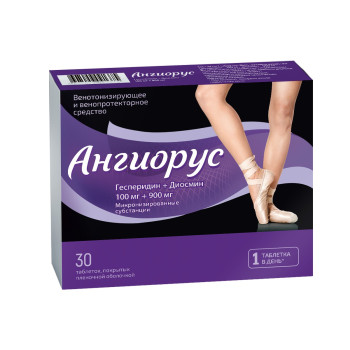 Ангиорус
Венотонизирующее
и венопротекторное
средство
Ангиорус
Гесперидин + Диосмин
100 мг + 900 мг
Микронизированные
субстанции
30
таблеток, покрытых
пленочной оболочкой
1 ТАБЛЕТКА
В ДЕНЬ*